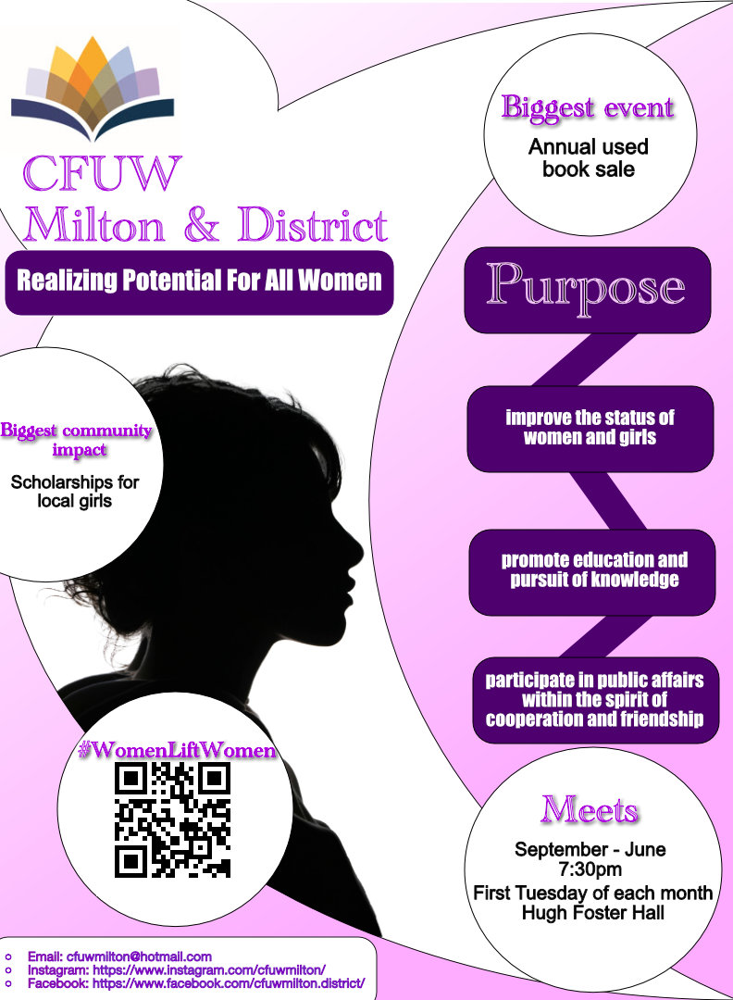 CFUW
Milton & District
Realizing Potential For All Women
Biggest event
Annual used
book sale
Purpose
improve the status of
women and girls
promote education and
pursuit of knowledge
participate in public affairs
within the spirit of
cooperation and friendship
Biggest community
impact
Scholarships for
local girls
#WomenLiftWomen
Meets
September - June
7:30pm
First Tuesday of each month
Hugh Foster Hall
Email: cfuwmilton@hotmail.com
Instagram: https://www.instagram.com/cfuwmilton/
Facebook: https://www.facebook.com/cfuwmilton.district/